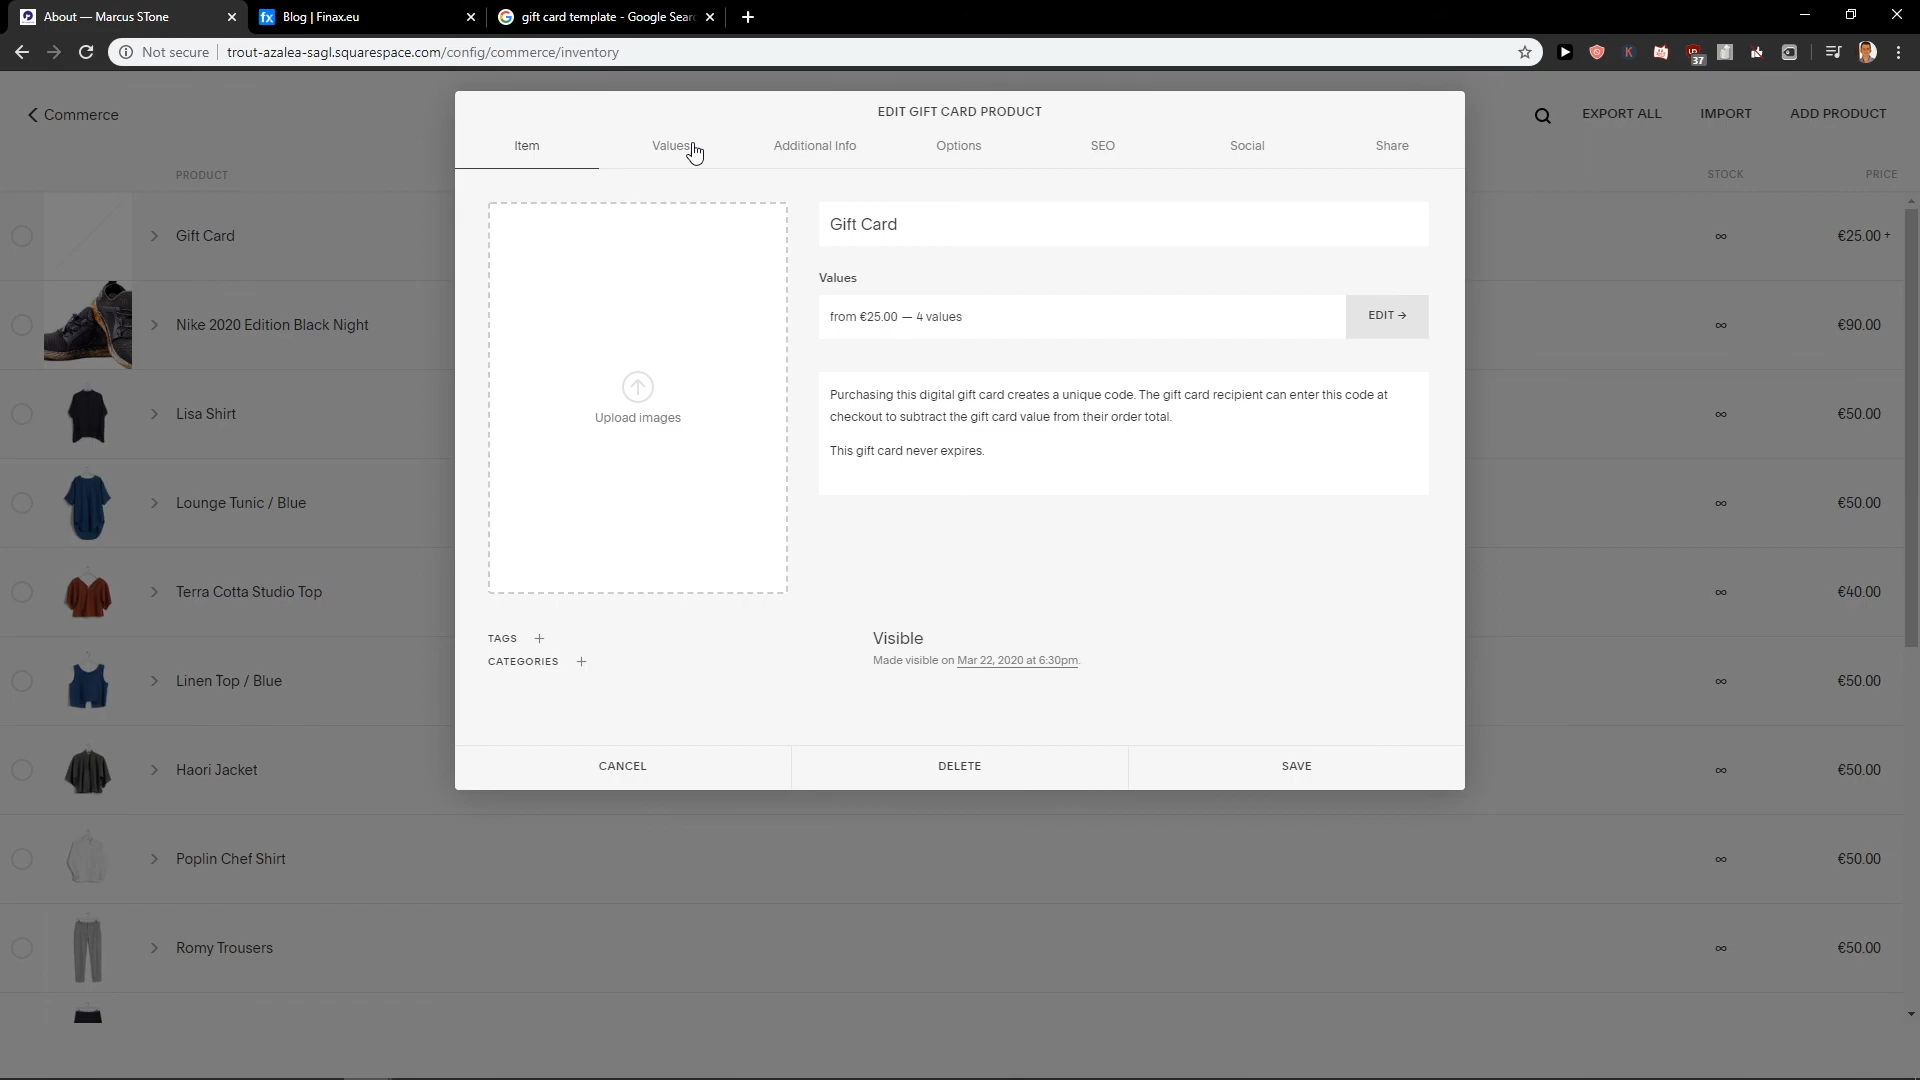 About — Marcus STone
Blog | Finax.eu
gift card template - Google Sear
Not secure
trout-azalea-sagl.squarespace.com/config/commerce/inventory
37
Commerce
EXPORT ALL
IMPORT
ADD PRODUCT
EDIT GIFT CARD PRODUCT
Item
Values
Additional Info
Options
SEO
Social
Share
PRODUCT
STOCK
PRICE
Gift Card
∞
€25.00 +
Nike 2020 Edition Black Night
∞
€90.00
Lisa Shirt
∞
€50.00
Lounge Tunic / Blue
∞
€50.00
Terra Cotta Studio Top
∞
€40.00
Linen Top / Blue
∞
€50.00
Haori Jacket
∞
€50.00
Poplin Chef Shirt
∞
€50.00
Romy Trousers
∞
€50.00
Upload images
Gift Card
Values
from €25.00 — 4 values
EDIT →
Purchasing this digital gift card creates a unique code. The gift card recipient can enter this code at
checkout to subtract the gift card value from their order total.
This gift card never expires.
TAGS +
CATEGORIES +
Visible
Made visible on Mar 22, 2020 at 6:30pm.
CANCEL
DELETE
SAVE